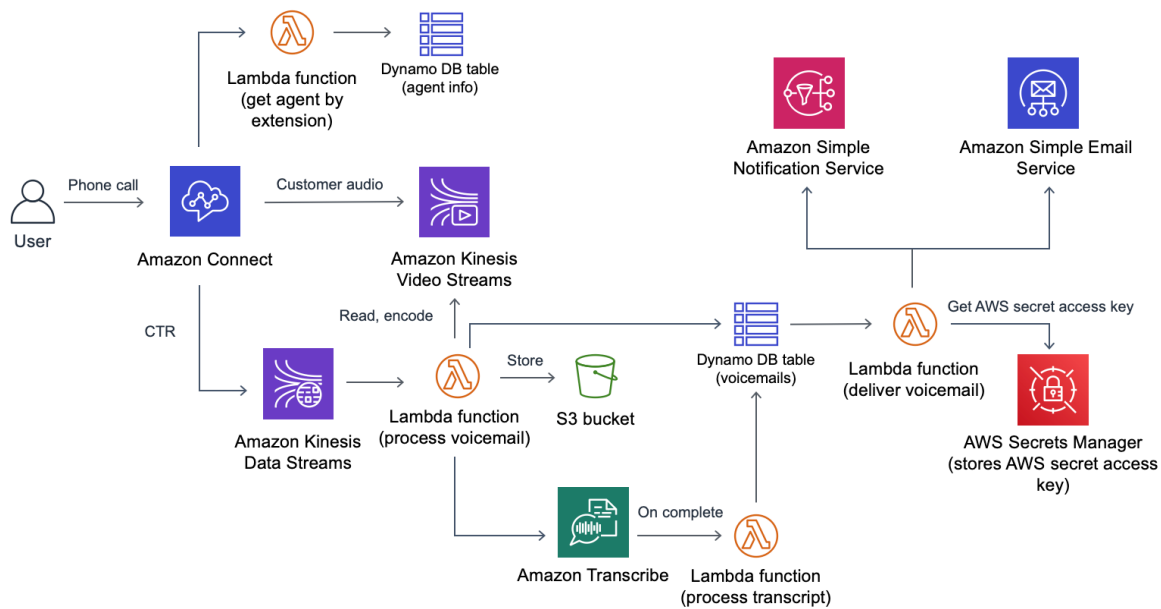 Lambda function
(get agent by
extension)
Dynamo DB table
(agent info)
Amazon Simple
Notification Service
Amazon Simple Email
Service
Phone call
Customer audio
User
Amazon Connect
Amazon Kinesis
Video Streams
CTR
Read, encode
Get AWS secret access key
Store
Dynamo DB table
(voicemails)
Lambda function
(deliver voicemail)
Lambda function
(process voicemail)
S3 bucket
Amazon Kinesis
Data Streams
AWS Secrets Manager
(stores AWS secret access
key)
On complete
Amazon Transcribe
Lambda function
(process transcript)